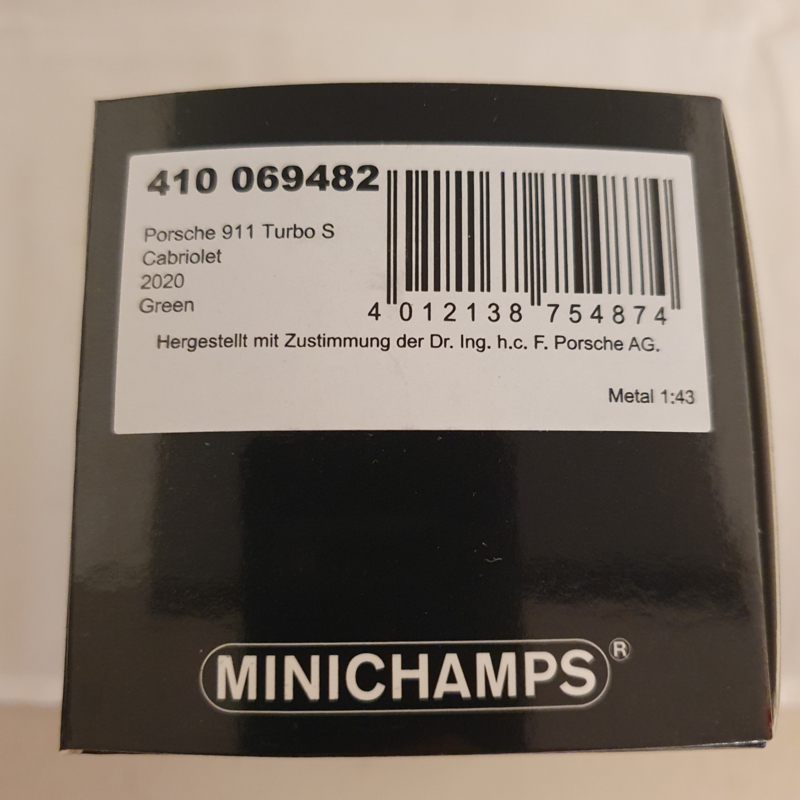 410 069482
Porsche 911 Turbo S
Cabriolet
2020
Green
4 012138 754874
Hergestellt mit Zustimmung der Dr. Ing. h.c. F. Porsche AG.
Metal 1:43
MINICHAMPS®